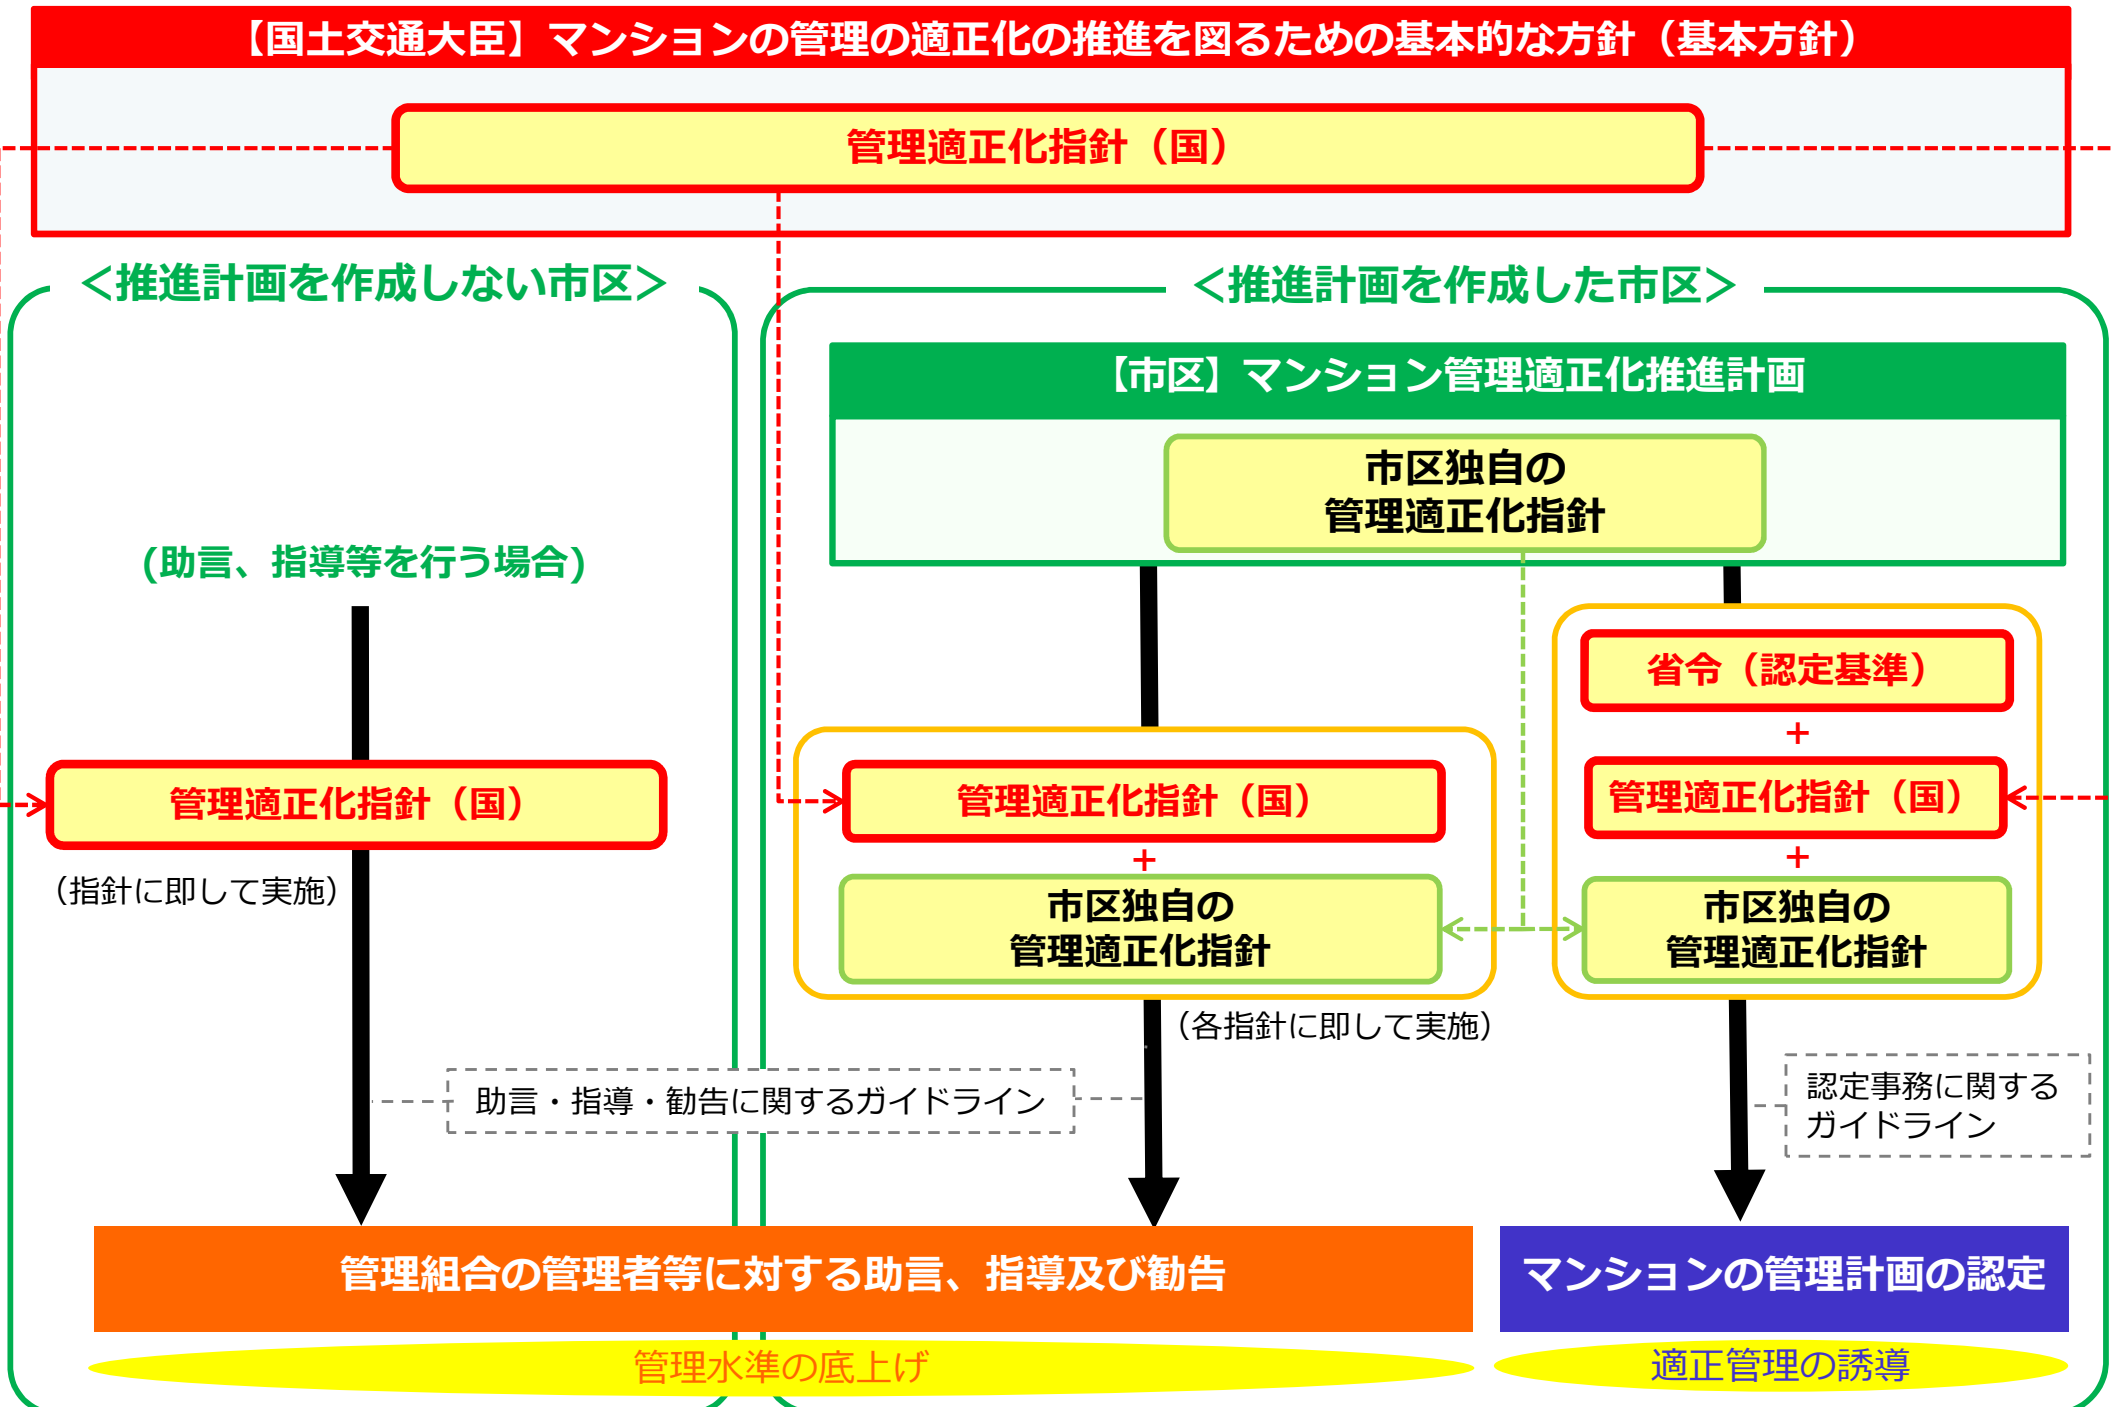 【国土交通大臣】マンションの管理の適正化の推進を図るための基本的な方針（基本方針）
管理適正化指針（国）
＜推進計画を作成しない市区＞
(助言、指導等を行う場合)
管理適正化指針（国）
（指針に即して実施）
＜推進計画を作成した市区＞
【市区】マンション管理適正化推進計画
市区独自の
管理適正化指針
管理適正化指針（国）
+
市区独自の
管理適正化指針
（各指針に即して実施）
省令（認定基準）
+
管理適正化指針（国）
+
市区独自の
管理適正化指針
助言・指導・勧告に関するガイドライン
認定事務に関する
ガイドライン
管理組合の管理者等に対する助言、指導及び勧告
マンションの管理計画の認定
管理水準の底上げ
適正管理の誘導